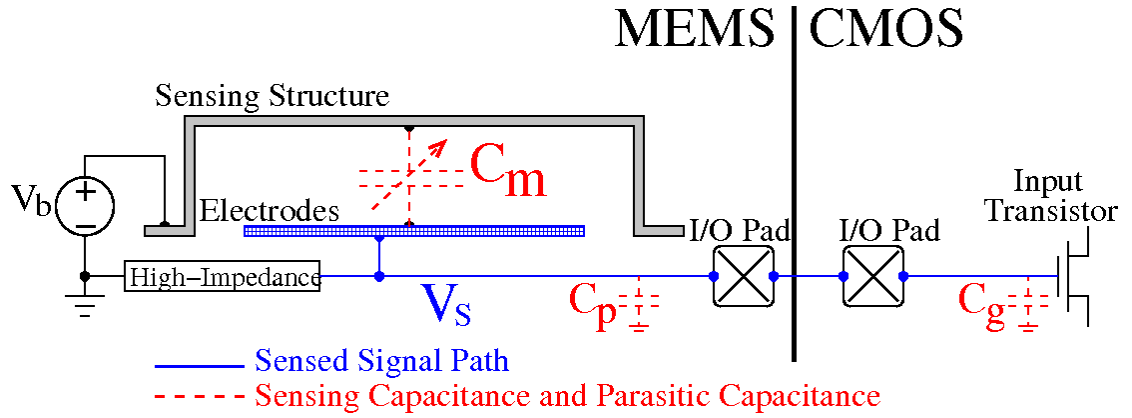 MEMS CMOS
Sensing Structure
Cm
Vb
+
−
Electrodes
I/O Pad
I/O Pad
Input
Transistor
High−Impedance
Vs
Cp
Cg
Sensed Signal Path
Sensing Capacitance and Parasitic Capacitance